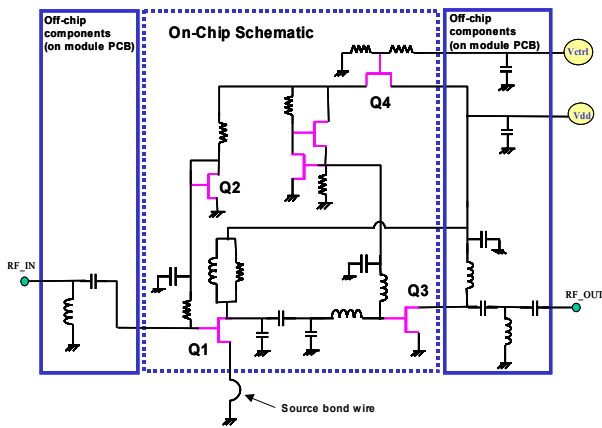 Off-chip
components
(on module PCB)
On-Chip Schematic
Off-chip
components
(on module PCB)
Vctrl
Vdd
Q4
Q2
RF_IN
Q3
RF_OUT
Q1
Source bond wire